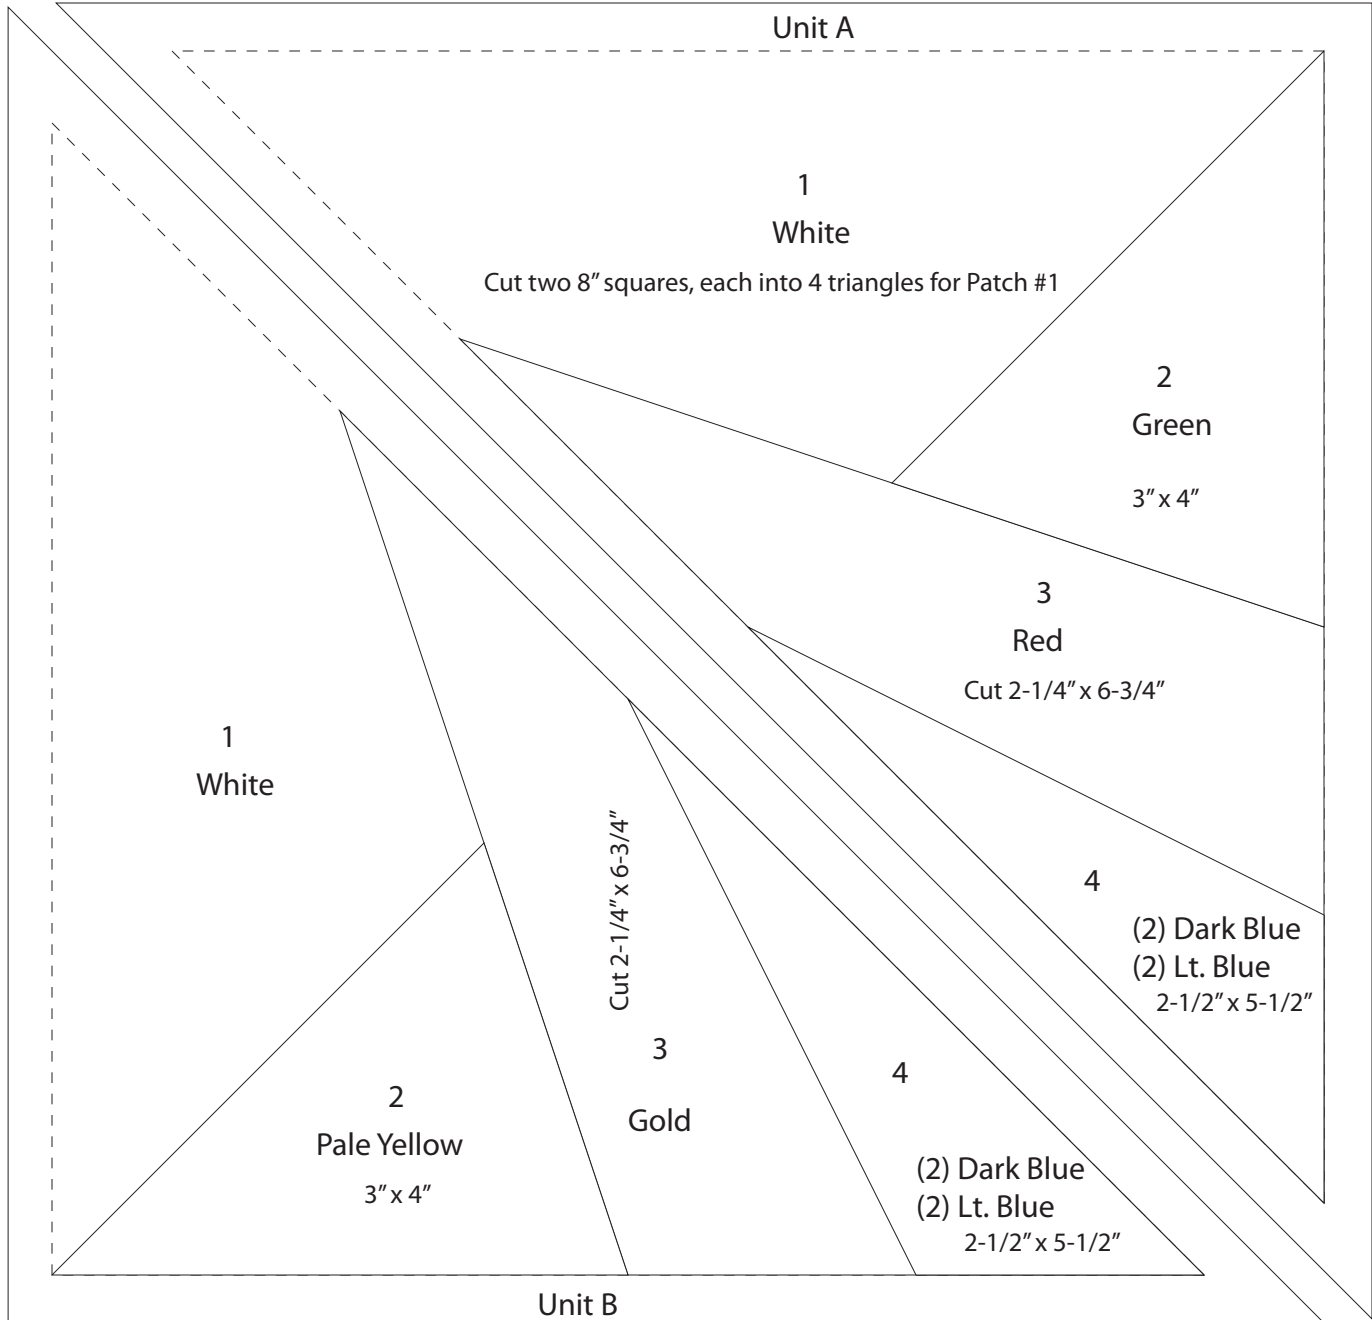 Unit A
1
White
Cut two 8” squares, each into 4 triangles for Patch #1
2
Green
3” x 4”
3
Red
Cut 2-1/4” x 6-3/4”
4
(2) Dark Blue
(2) Lt. Blue
2-1/2” x 5-1/2”
1
White
2
Pale Yellow
3” x 4”
Cut 2-1/4” x 6-3/4”
3
Gold
4
(2) Dark Blue
(2) Lt. Blue
2-1/2” x 5-1/2”
Unit B